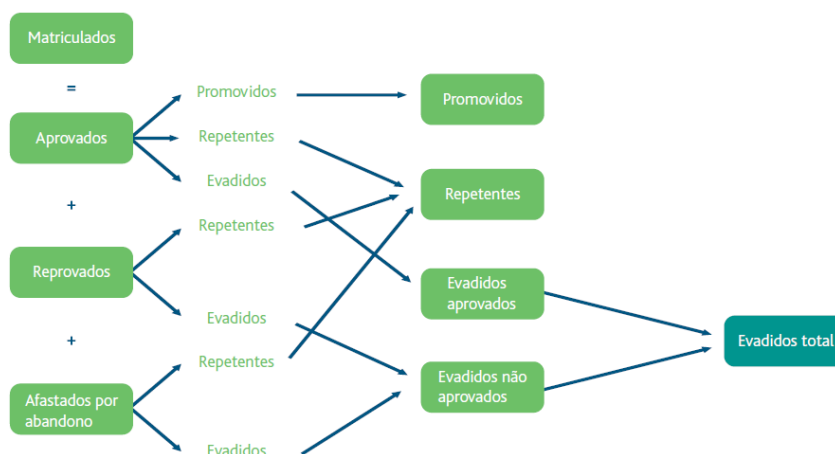 Matriculados
=
Aprovados
+
Reprovados
+
Afastados por
abandono
Promovidos
Repetentes
Evadidos
Repetentes
Evadidos
Repetentes
Evadidos
Promovidos
Repetentes
Evadidos
aprovados
Evadidos não
aprovados
Evadidos total